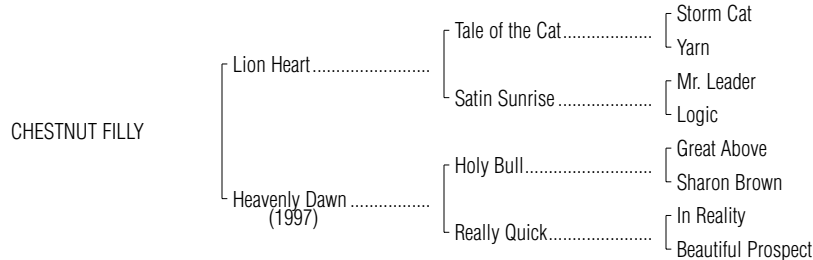 Storm Cat
Tale of the Cat....................
Yarn
Lion Heart..........................
Mr. Leader
Satin Sunrise.....................
Logic
CHESTNUT FILLY
Great Above
Holy Bull............................
Sharon Brown
Heavenly Dawn.................
(1997)
In Reality
Really Quick.......................
Beautiful Prospect